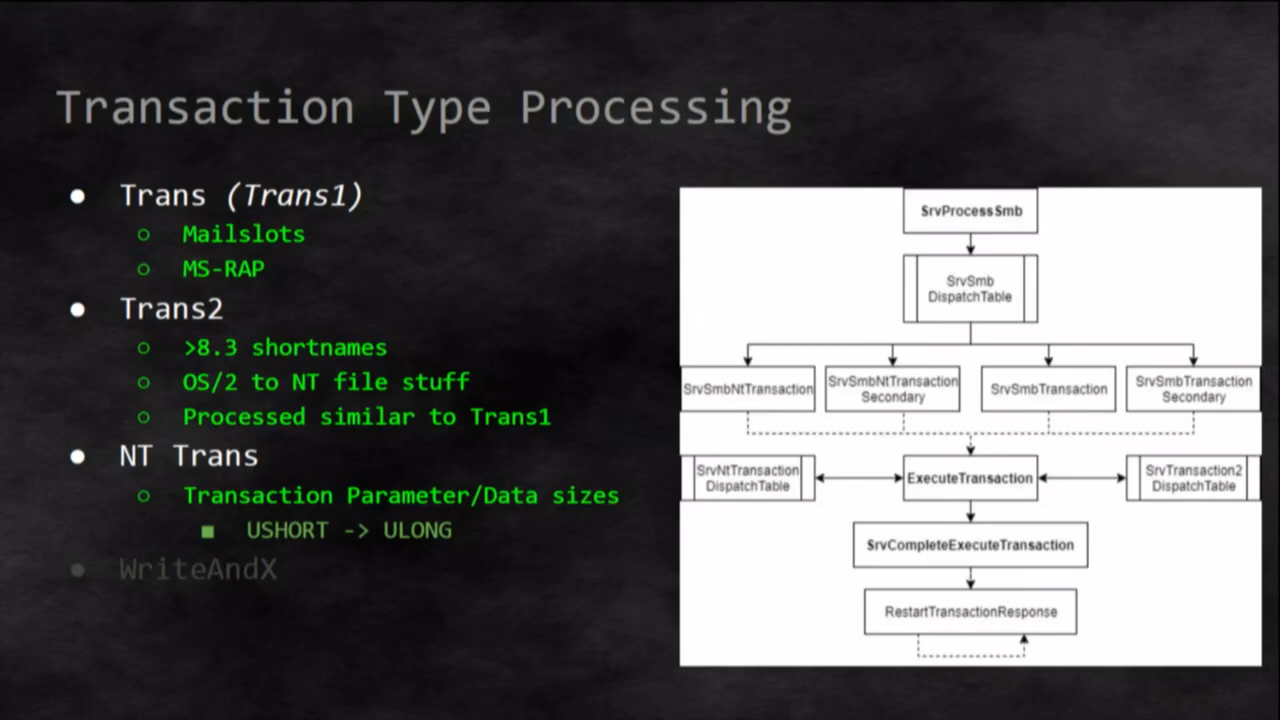 Transaction Type Processing
● Trans (Trans1)
○ Mailslots
○ MS-RAP
● Trans2
○ >8.3 shortnames
○ OS/2 to NT file stuff
○ Processed similar to Trans1
● NT Trans
○ Transaction Parameter/Data sizes
■ USHORT -> ULONG
● WriteAndX
SrvProcessSmb
SrvSmb
DispatchTable
SrvSmbNtTransaction
SrvSmbNtTransaction
Secondary
SrvSmbTransaction
SrvSmbTransaction
Secondary
SrvNtTransaction
DispatchTable
ExecuteTransaction
SrvTransaction2
DispatchTable
SrvCompleteExecuteTransaction
RestartTransactionResponse